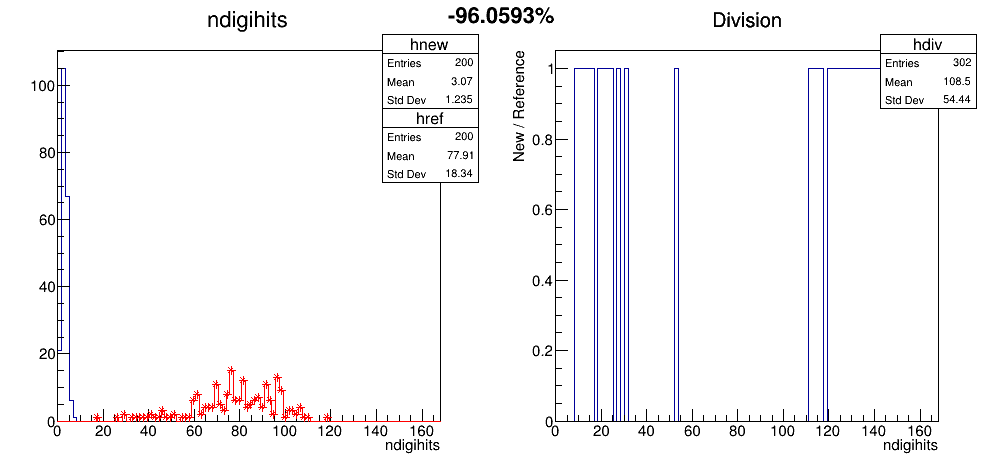 -96.0593%
ndigihits
hnew
Entries 200
Mean 3.07
Std Dev 1.235
href
Entries 200
Mean 77.91
Std Dev 18.34
100
80
60
40
20
0
0 20 40 60 80 100 120 140 160
ndigihits
Division
hdiv
Entries 302
Mean 108.5
Std Dev 54.44
New / Reference
1
0.8
0.6
0.4
0.2
0
0 20 40 60 80 100 120 140 160
ndigihits